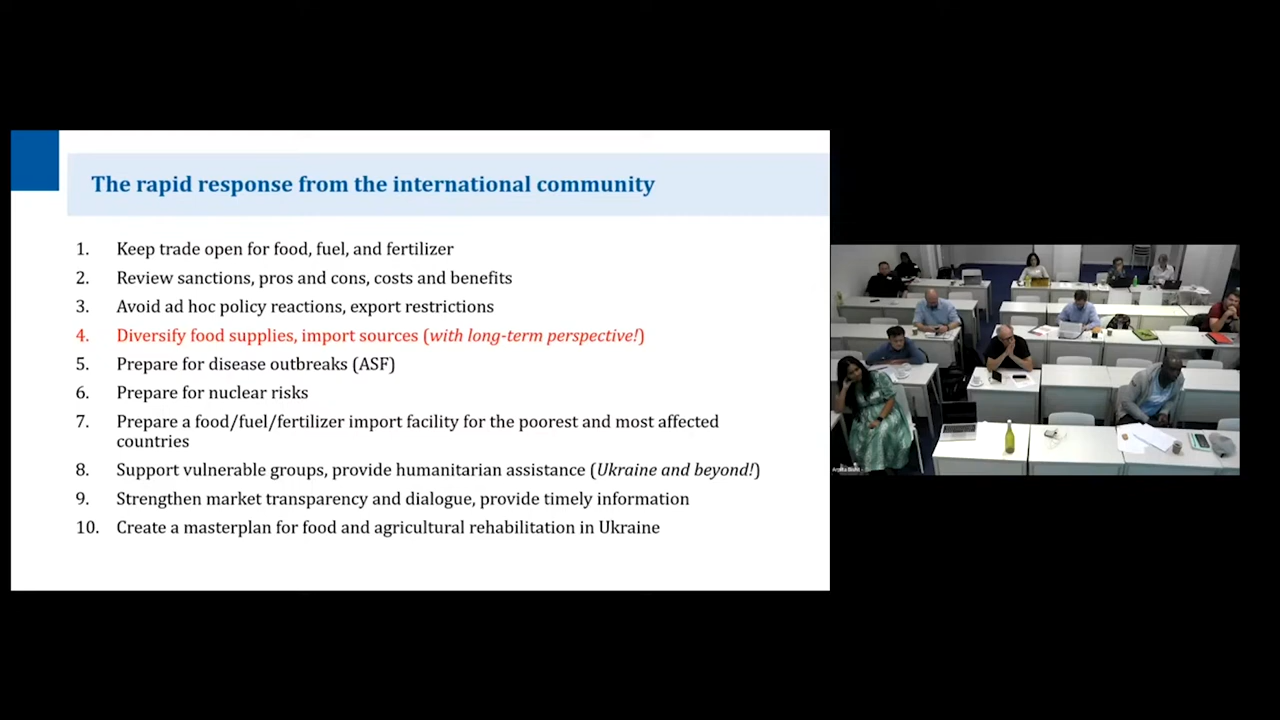 The rapid response from the international community
1. Keep trade open for food, fuel, and fertilizer
2. Review sanctions, pros and cons, costs and benefits
3. Avoid ad hoc policy reactions, export restrictions
4. Diversify food supplies, import sources (with long-term perspective!)
5. Prepare for disease outbreaks (ASF)
6. Prepare for nuclear risks
7. Prepare a food/fuel/fertilizer import facility for the poorest and most affected
countries
8. Support vulnerable groups, provide humanitarian assistance (Ukraine and beyond!)
9. Strengthen market transparency and dialogue, provide timely information
10. Create a masterplan for food and agricultural rehabilitation in Ukraine